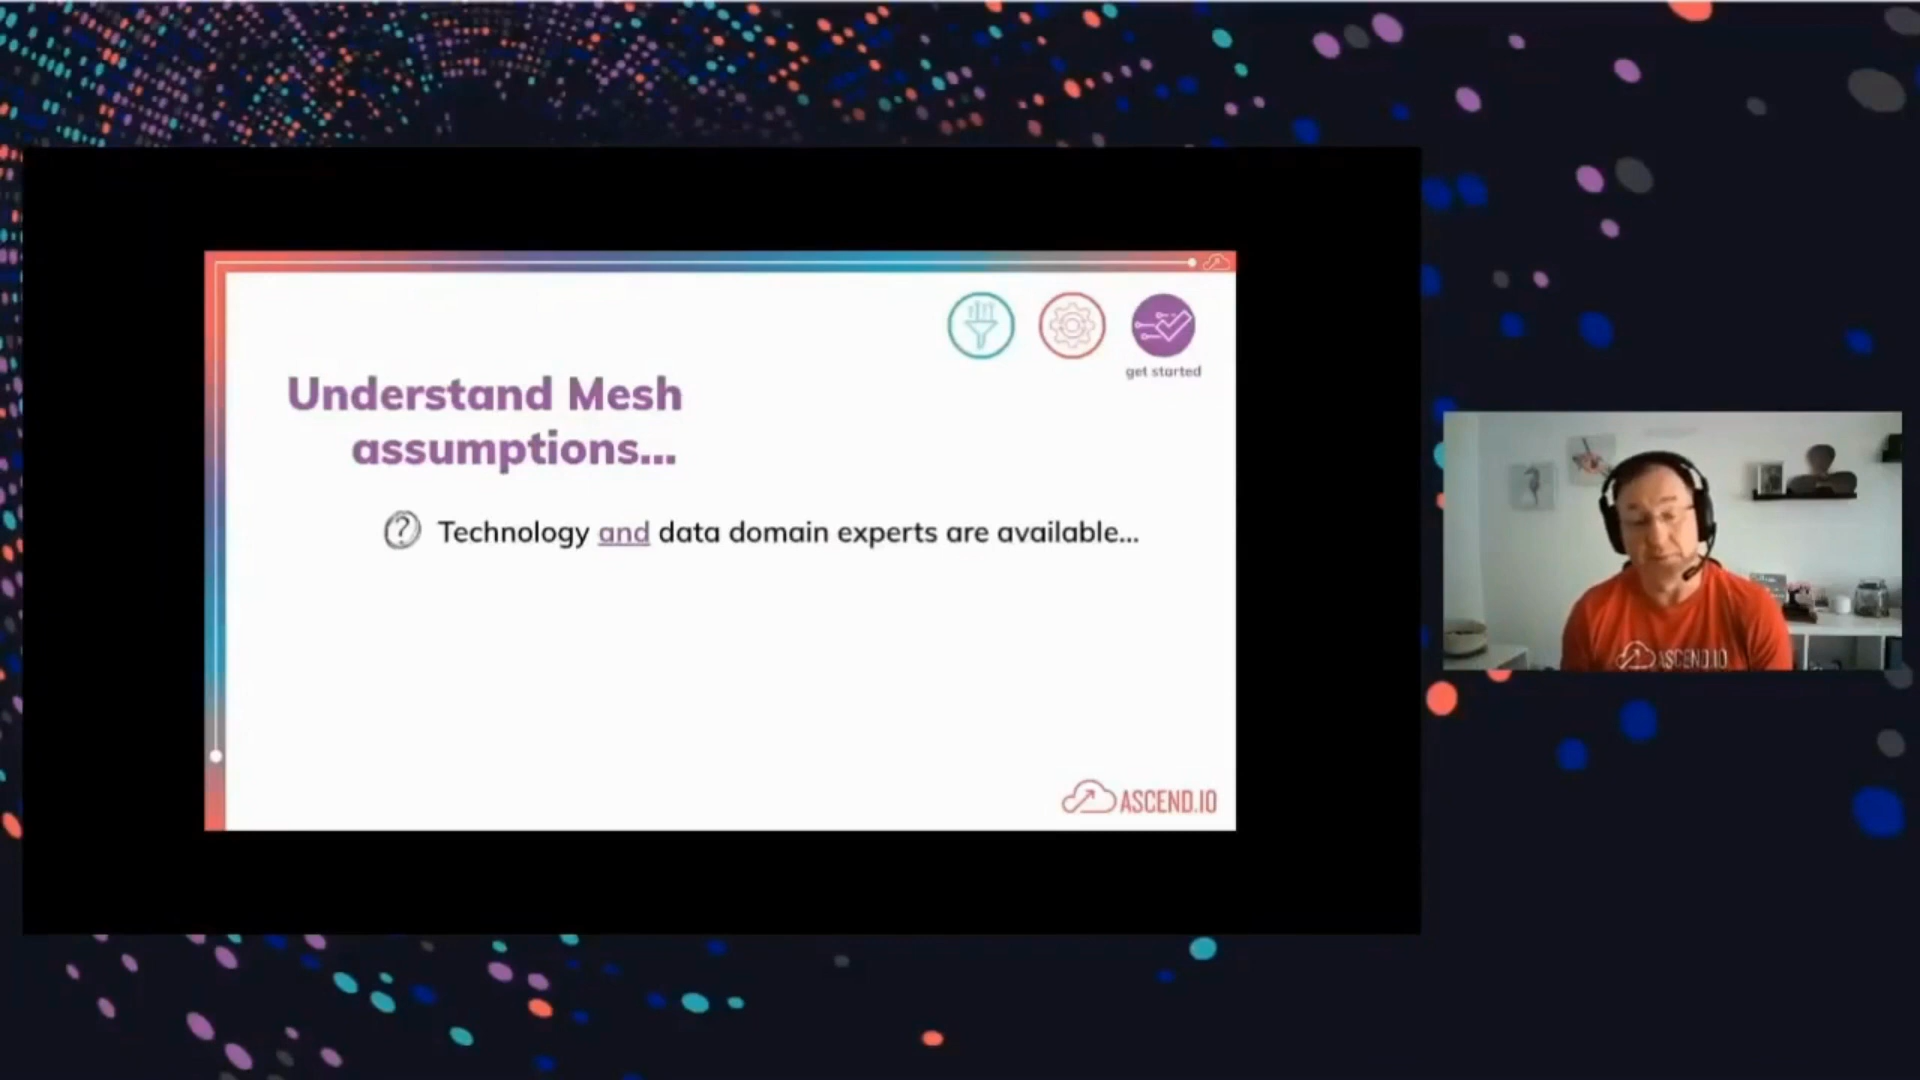 get started
Understand Mesh
assumptions...
Technology and data domain experts are available...
ASCEND.IO
ASCEND.IO